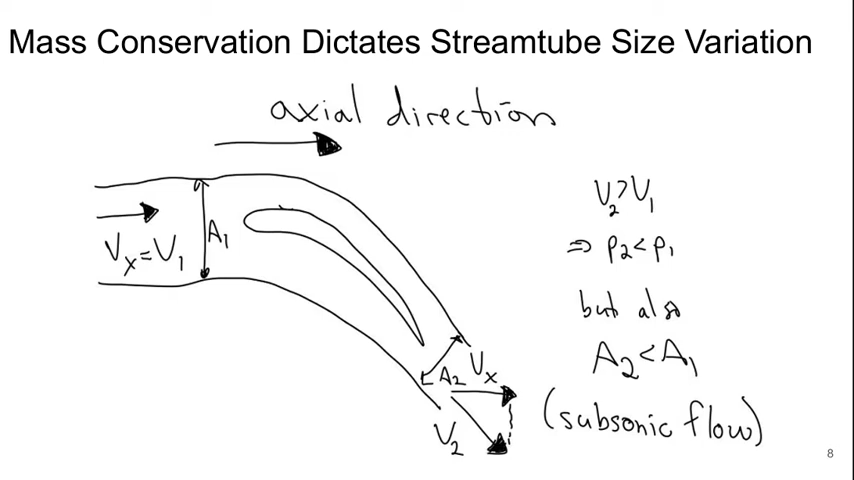 Mass Conservation Dictates Streamtube Size Variation
axial direction
Vₓ=V₁
A₁
A₂
Vₓ
V₂
V₂>V₁
⇒ p₂<p₁
but also
A₂<A₁
(subsonic flow)
8